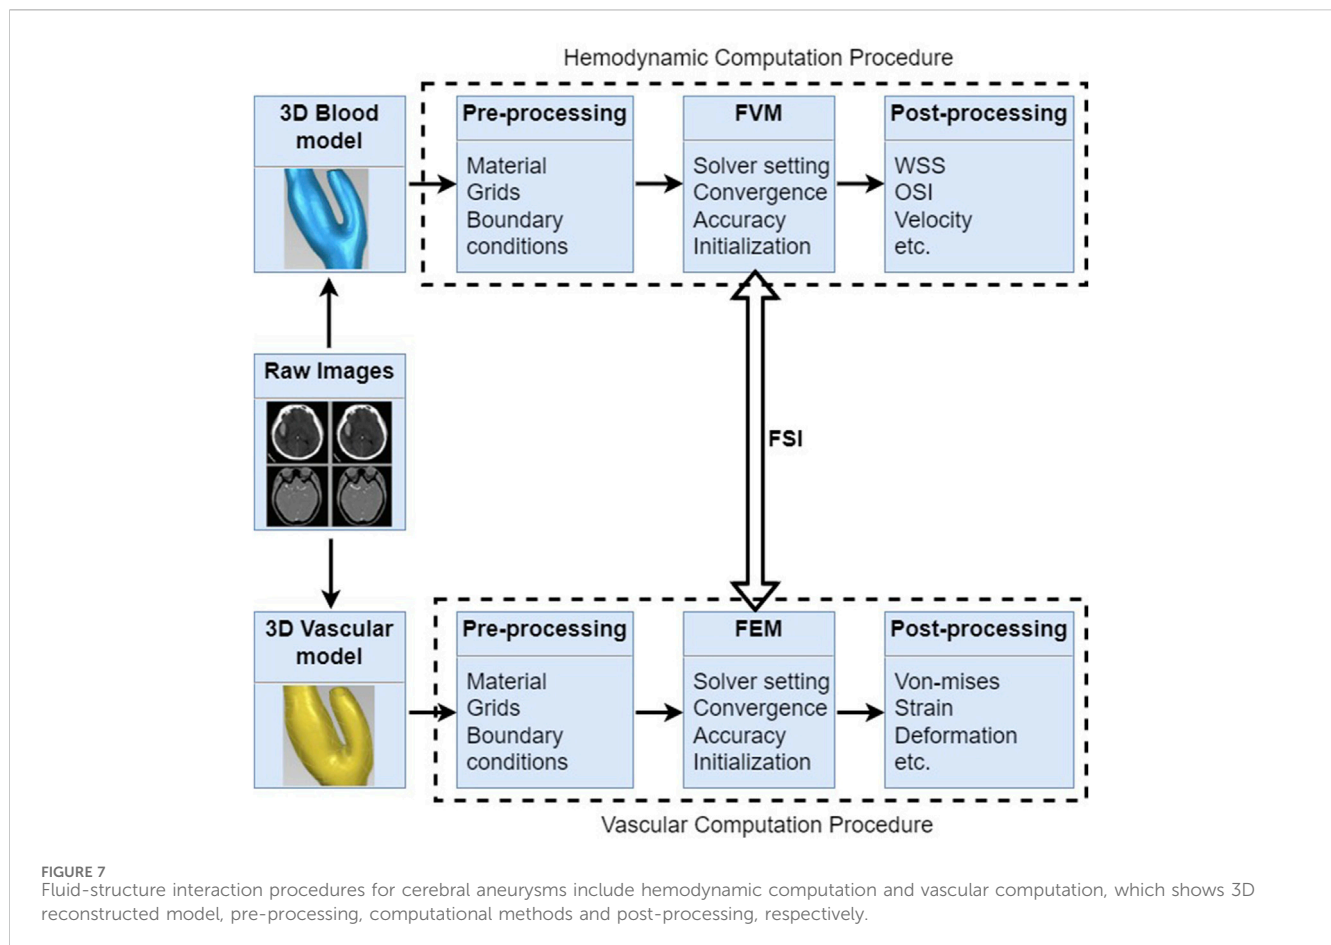 Hemodynamic Computation Procedure
3D Blood
model
Pre-processing
Material
Grids
Boundary
conditions
FVM
Solver setting
Convergence
Accuracy
Initialization
Post-processing
WSS
OSI
Velocity
etc.
Raw Images
FSI
3D Vascular
model
Pre-processing
Material
Grids
Boundary
conditions
FEM
Solver setting
Convergence
Accuracy
Initialization
Post-processing
Von-mises
Strain
Deformation
etc.
Vascular Computation Procedure
FIGURE 7
Fluid-structure interaction procedures for cerebral aneurysms include hemodynamic computation and vascular computation, which shows 3D
reconstructed model, pre-processing, computational methods and post-processing, respectively.